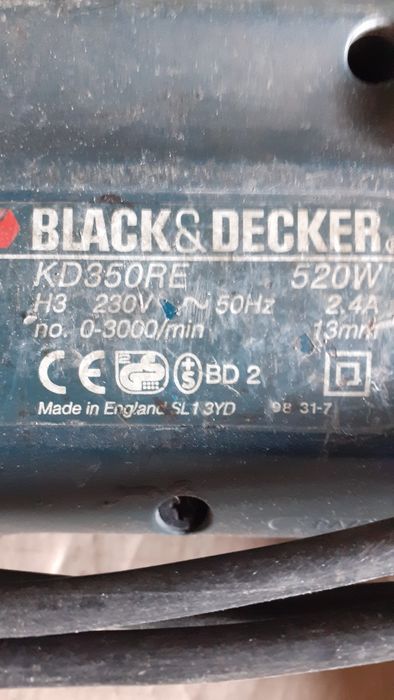 BLACK&DECKER
KD350RE 520W
H3 230V ~ 50Hz 2.4A
no. 0-3000/min 13mm
CE GS S BD 2
Made in England SL1 3YD 98 31-7